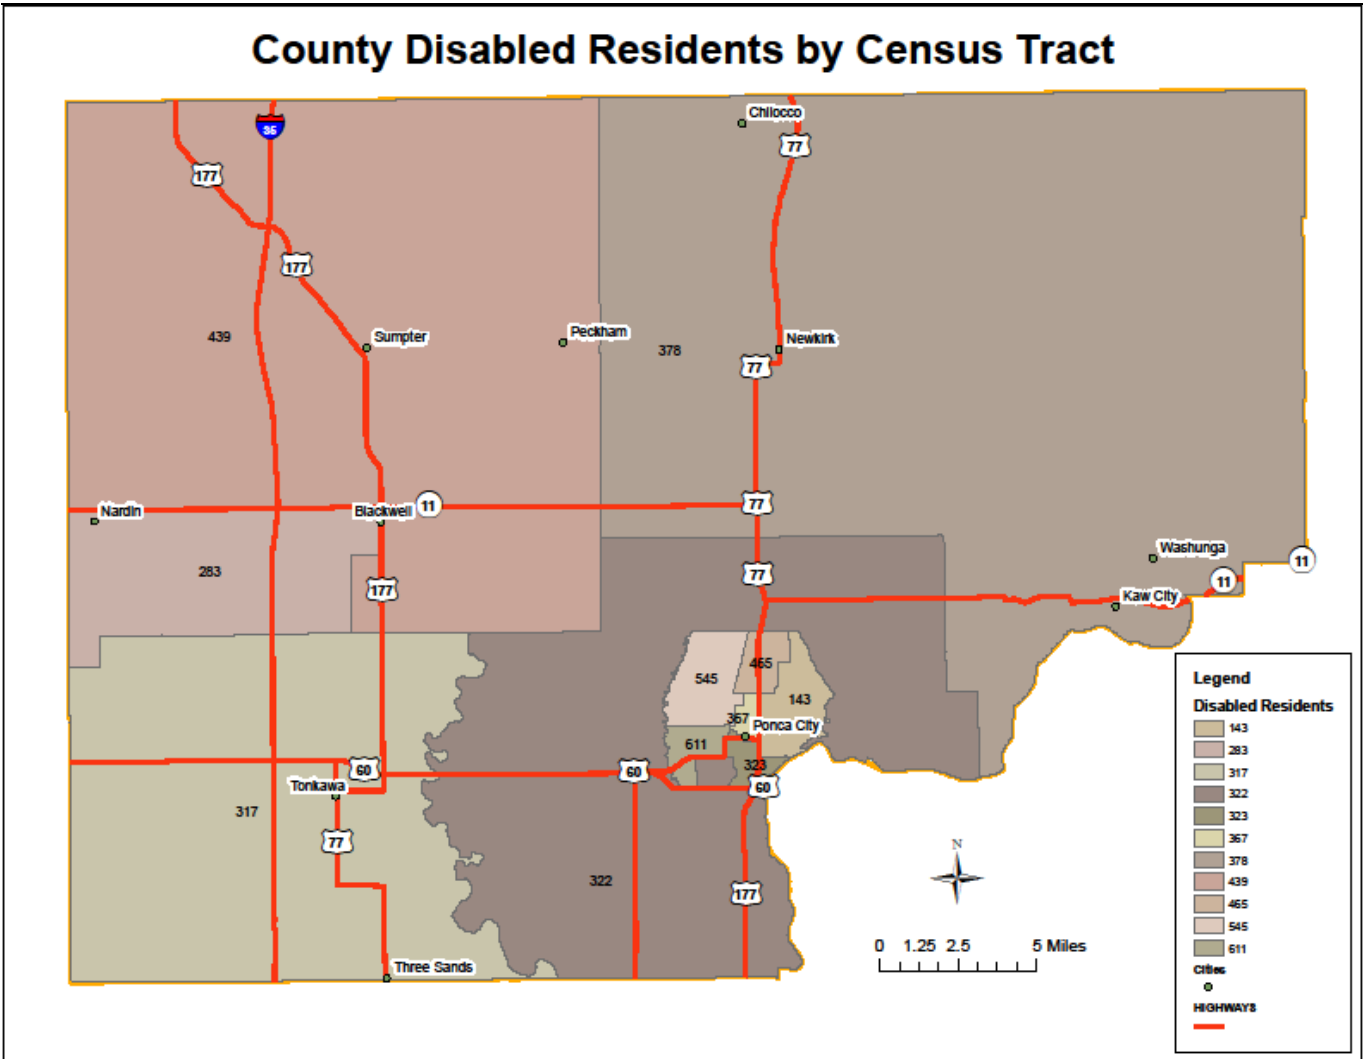 County Disabled Residents by Census Tract
Chilocco
35
77
177
177
439
Sumpter
Peckham
378
Newkirk
77
Nardin
Blackwell
11
77
283
177
77
Washunga
11
11
Kaw City
545
465
143
367
Ponca City
611
323
60
60
60
Tonkawa
317
77
322
177
Three Sands
N
0 1.25 2.5 5 Miles
Legend
Disabled Residents
143
283
317
322
323
367
378
439
465
545
611
Cities
HIGHWAYS